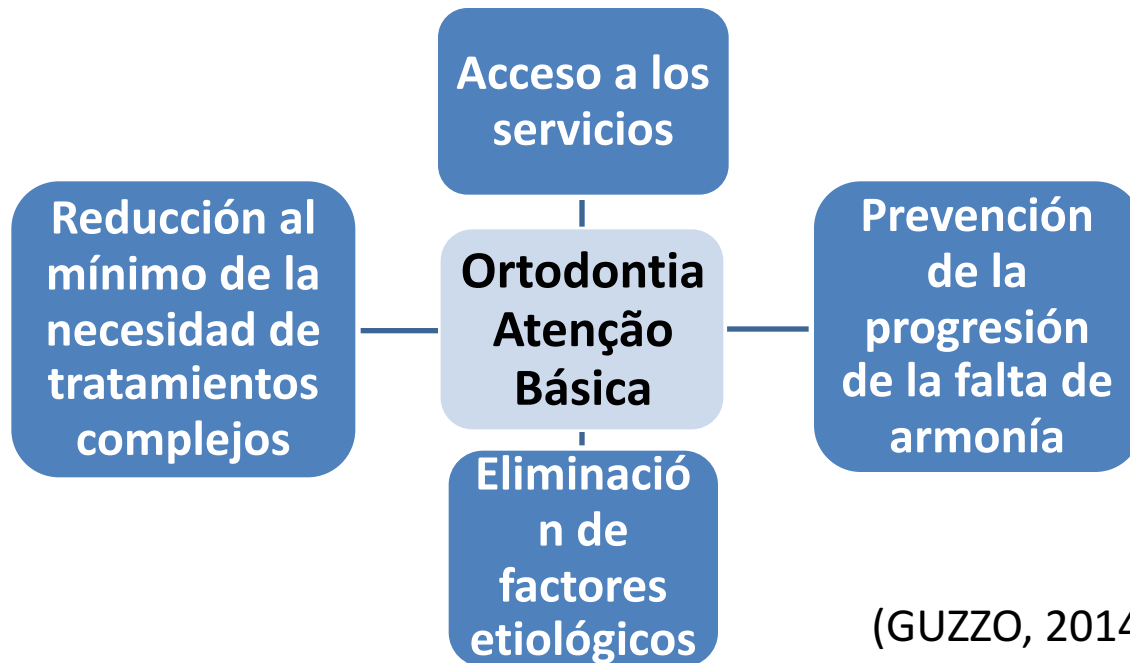 Acceso a los
servicios
Reducción al
mínimo de la
necesidad de
tratamientos
complejos
Ortodontia
Atenção
Básica
Prevención
de la
progresión
de la falta de
armonía
Eliminació
n de
factores
etiológicos
(GUZZO, 2014